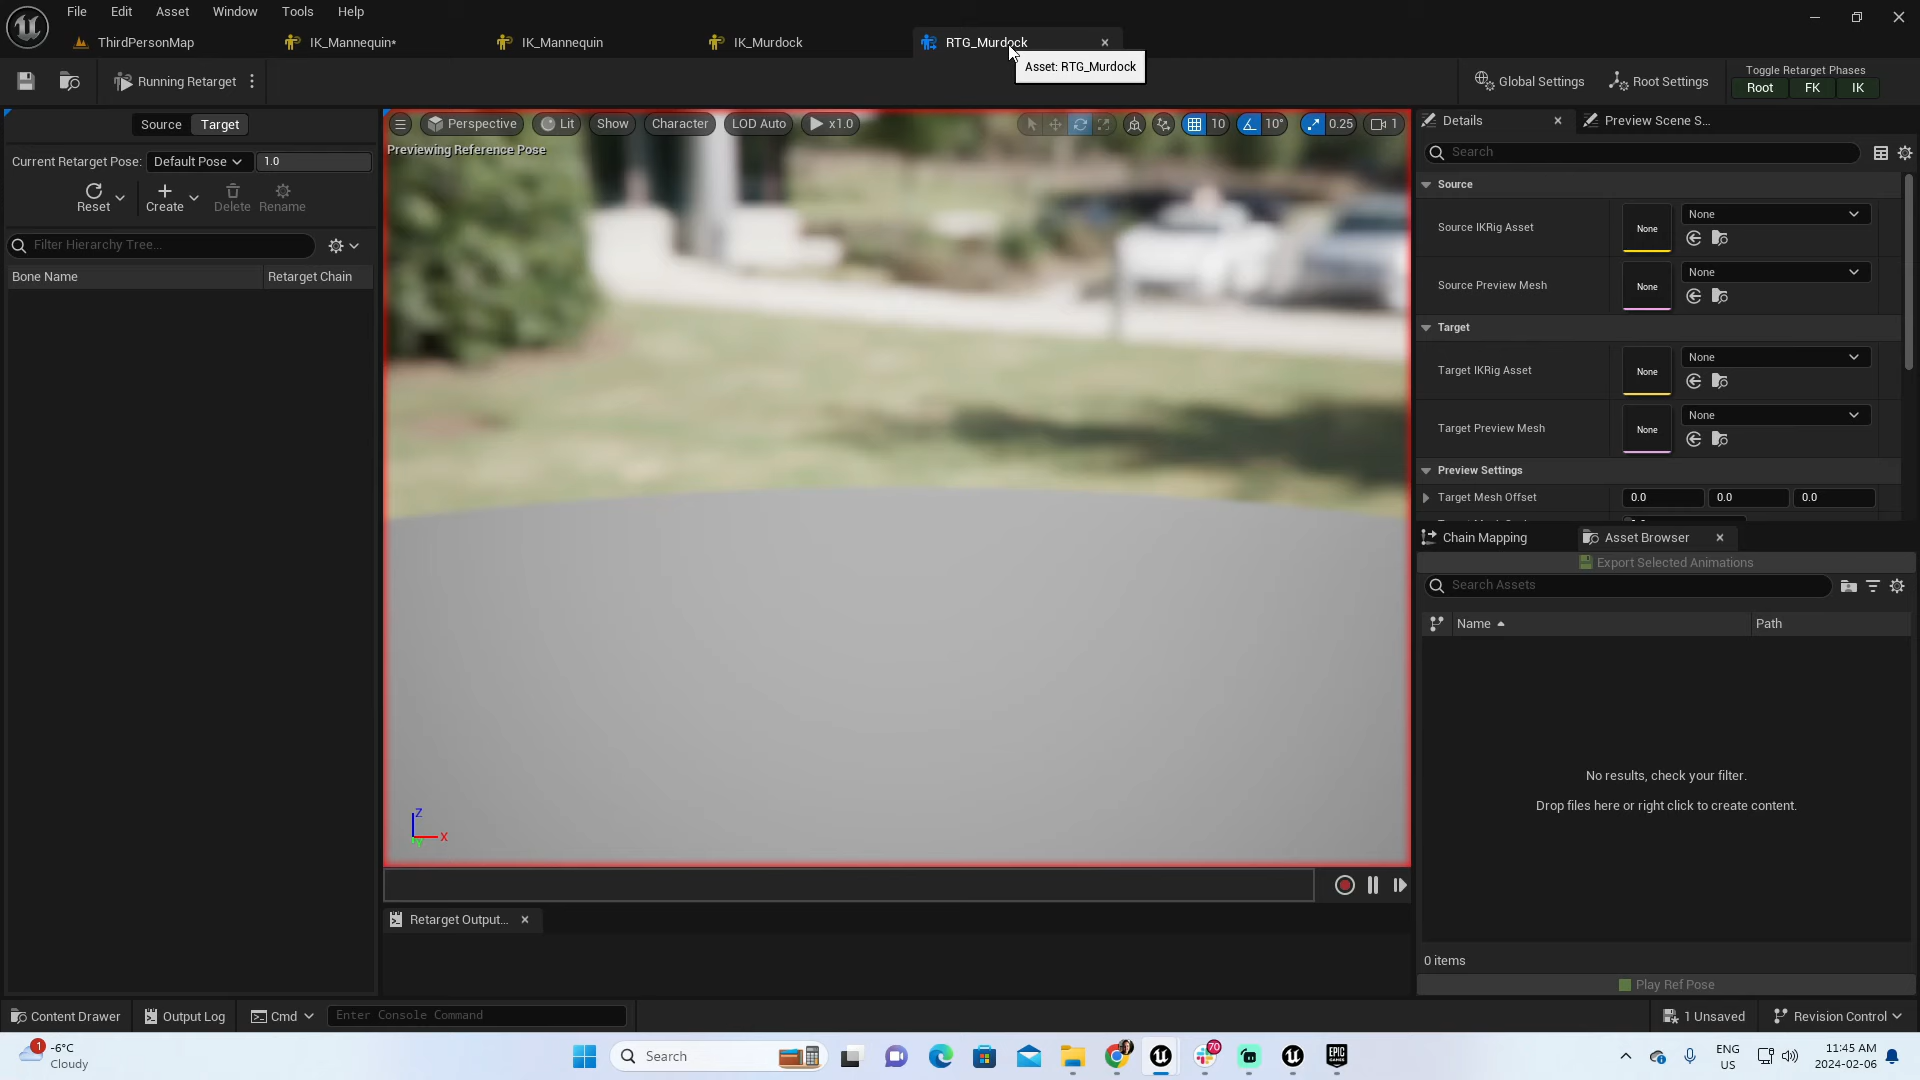 File Edit Asset Window Tools Help
ThirdPersonMap IK_Mannequin* IK_Mannequin IK_Murdock RTG_Murdock
Asset: RTG_Murdock
Running Retarget Global Settings Root Settings
Toggle Retarget Phases
Root FK IK
Source Target
Current Retarget Pose: Default Pose 1.0
Reset Create Delete Rename
Filter Hierarchy Tree...
Bone Name Retarget Chain
Perspective Lit Show Character LOD Auto x1.0 10 10° 0.25 1
Previewing Reference Pose
Z
X
Retarget Output...
Details Preview Scene S...
Search
Source
Source IKRig Asset None None
Source Preview Mesh None None
Target
Target IKRig Asset None None
Target Preview Mesh None None
Preview Settings
Target Mesh Offset 0.0 0.0 0.0
Chain Mapping Asset Browser
Export Selected Animations
Search Assets
Name Path
No results, check your filter.
Drop files here or right click to create content.
0 items
Play Ref Pose
Content Drawer Output Log Cmd Enter Console Command 1 Unsaved Revision Control
1
-6°C
Cloudy
Search
70
ENG
US
11:45 AM
2024-02-06